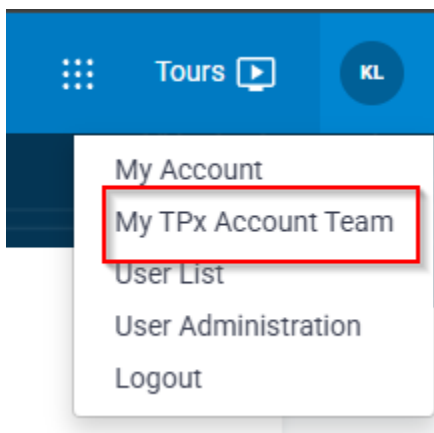 Tours
KL
My Account
My TPx Account Team
User List
User Administration
Logout